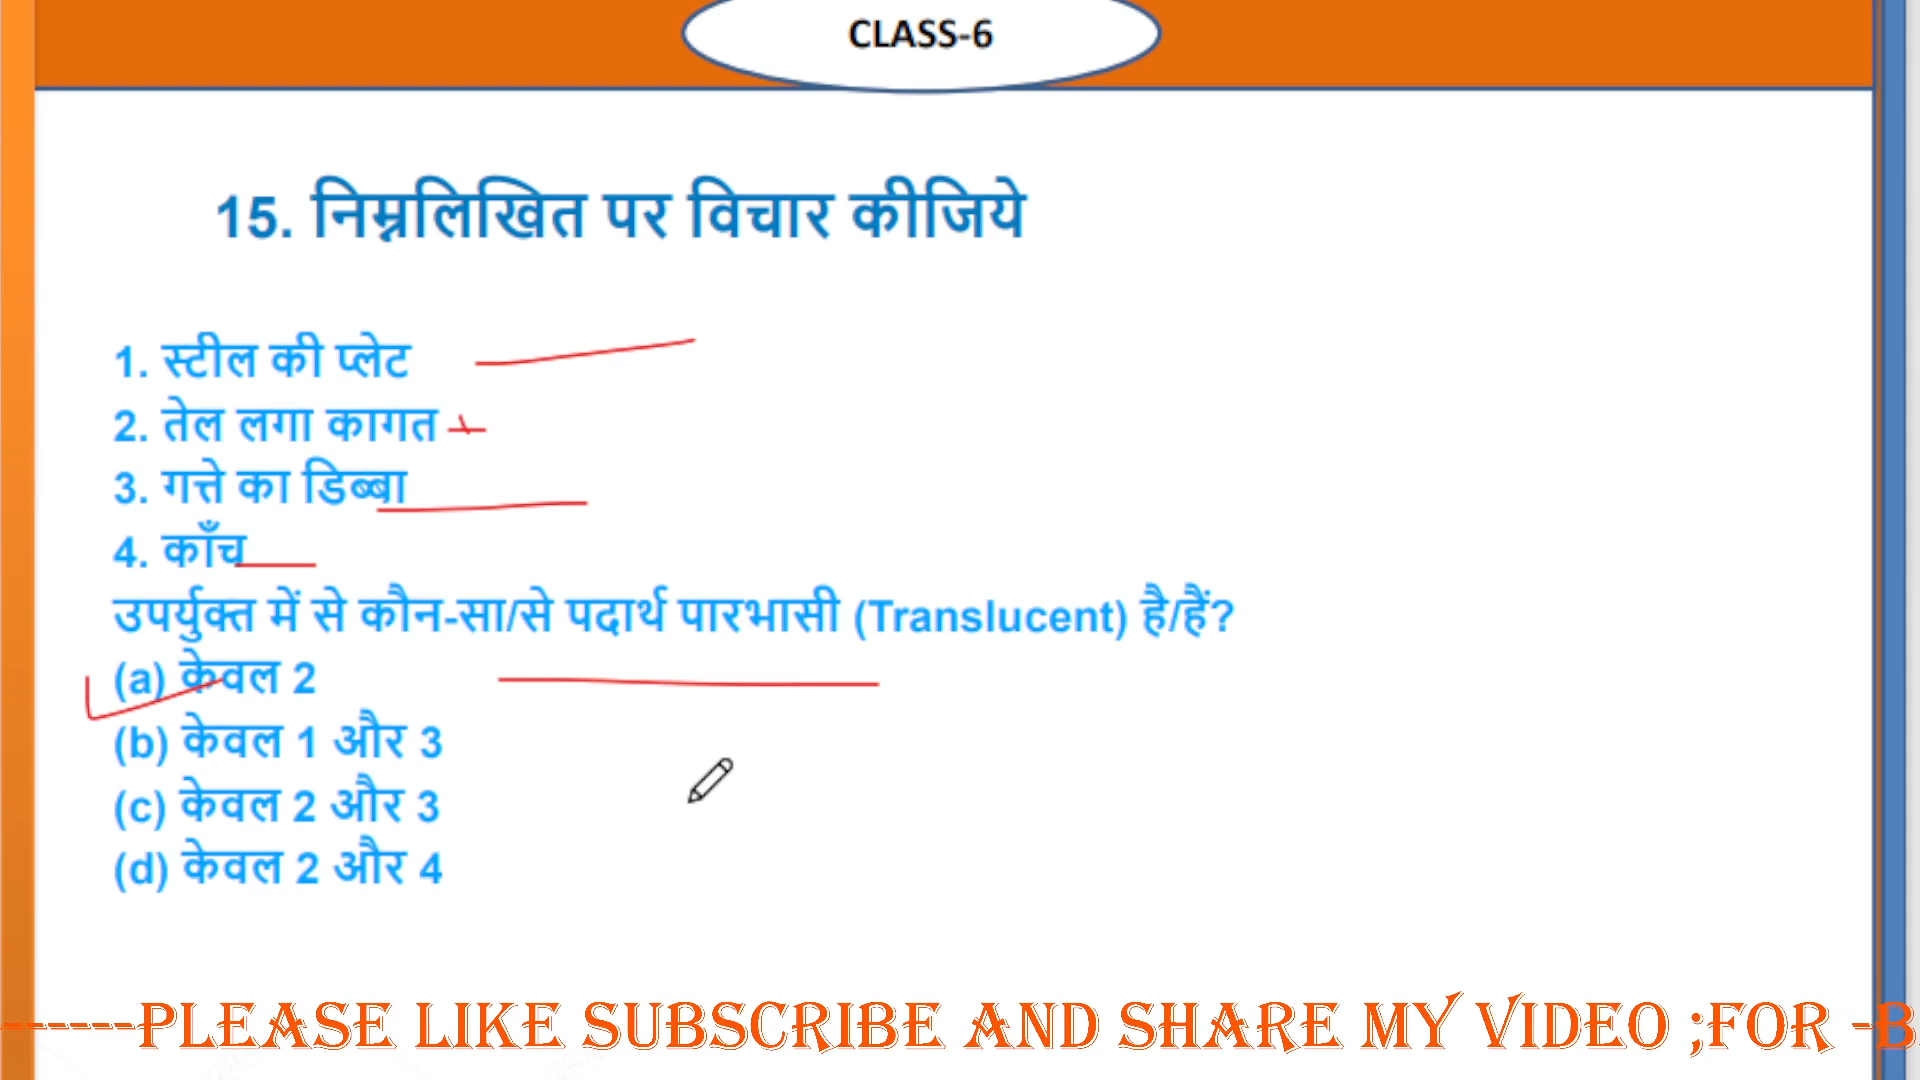 CLASS-6
15. निम्नलिखित पर विचार कीजिये
1. स्टील की प्लेट
2. तेल लगा कागत
3. गत्ते का डिब्बा
4. काँच
उपर्युक्त में से कौन-सा/से पदार्थ पारभासी (Translucent) है/हैं?
(a) केवल 2
(b) केवल 1 और 3
(c) केवल 2 और 3
(d) केवल 2 और 4
------PLEASE LIKE SUBSCRIBE AND SHARE MY VIDEO ;FOR -B